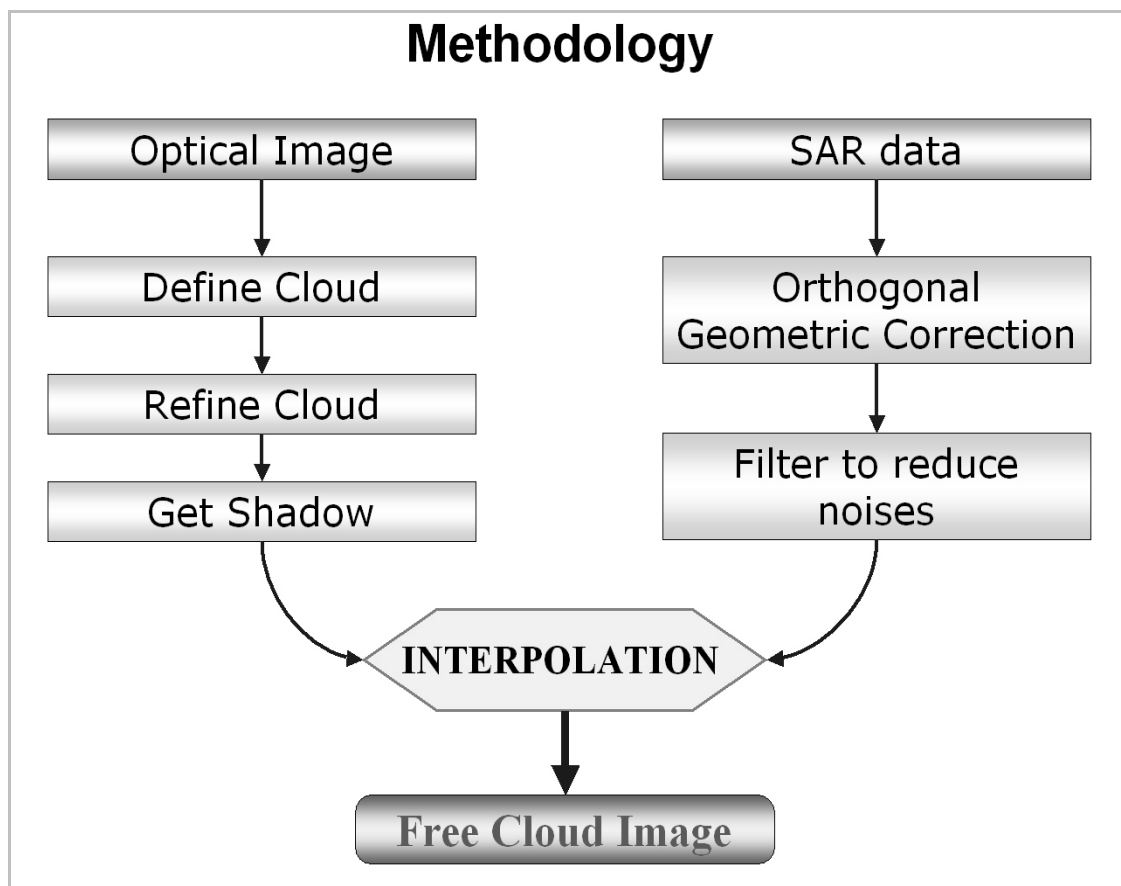 Methodology
Optical Image
Define Cloud
Refine Cloud
Get Shadow
SAR data
Orthogonal
Geometric Correction
Filter to reduce
noises
INTERPOLATION
Free Cloud Image